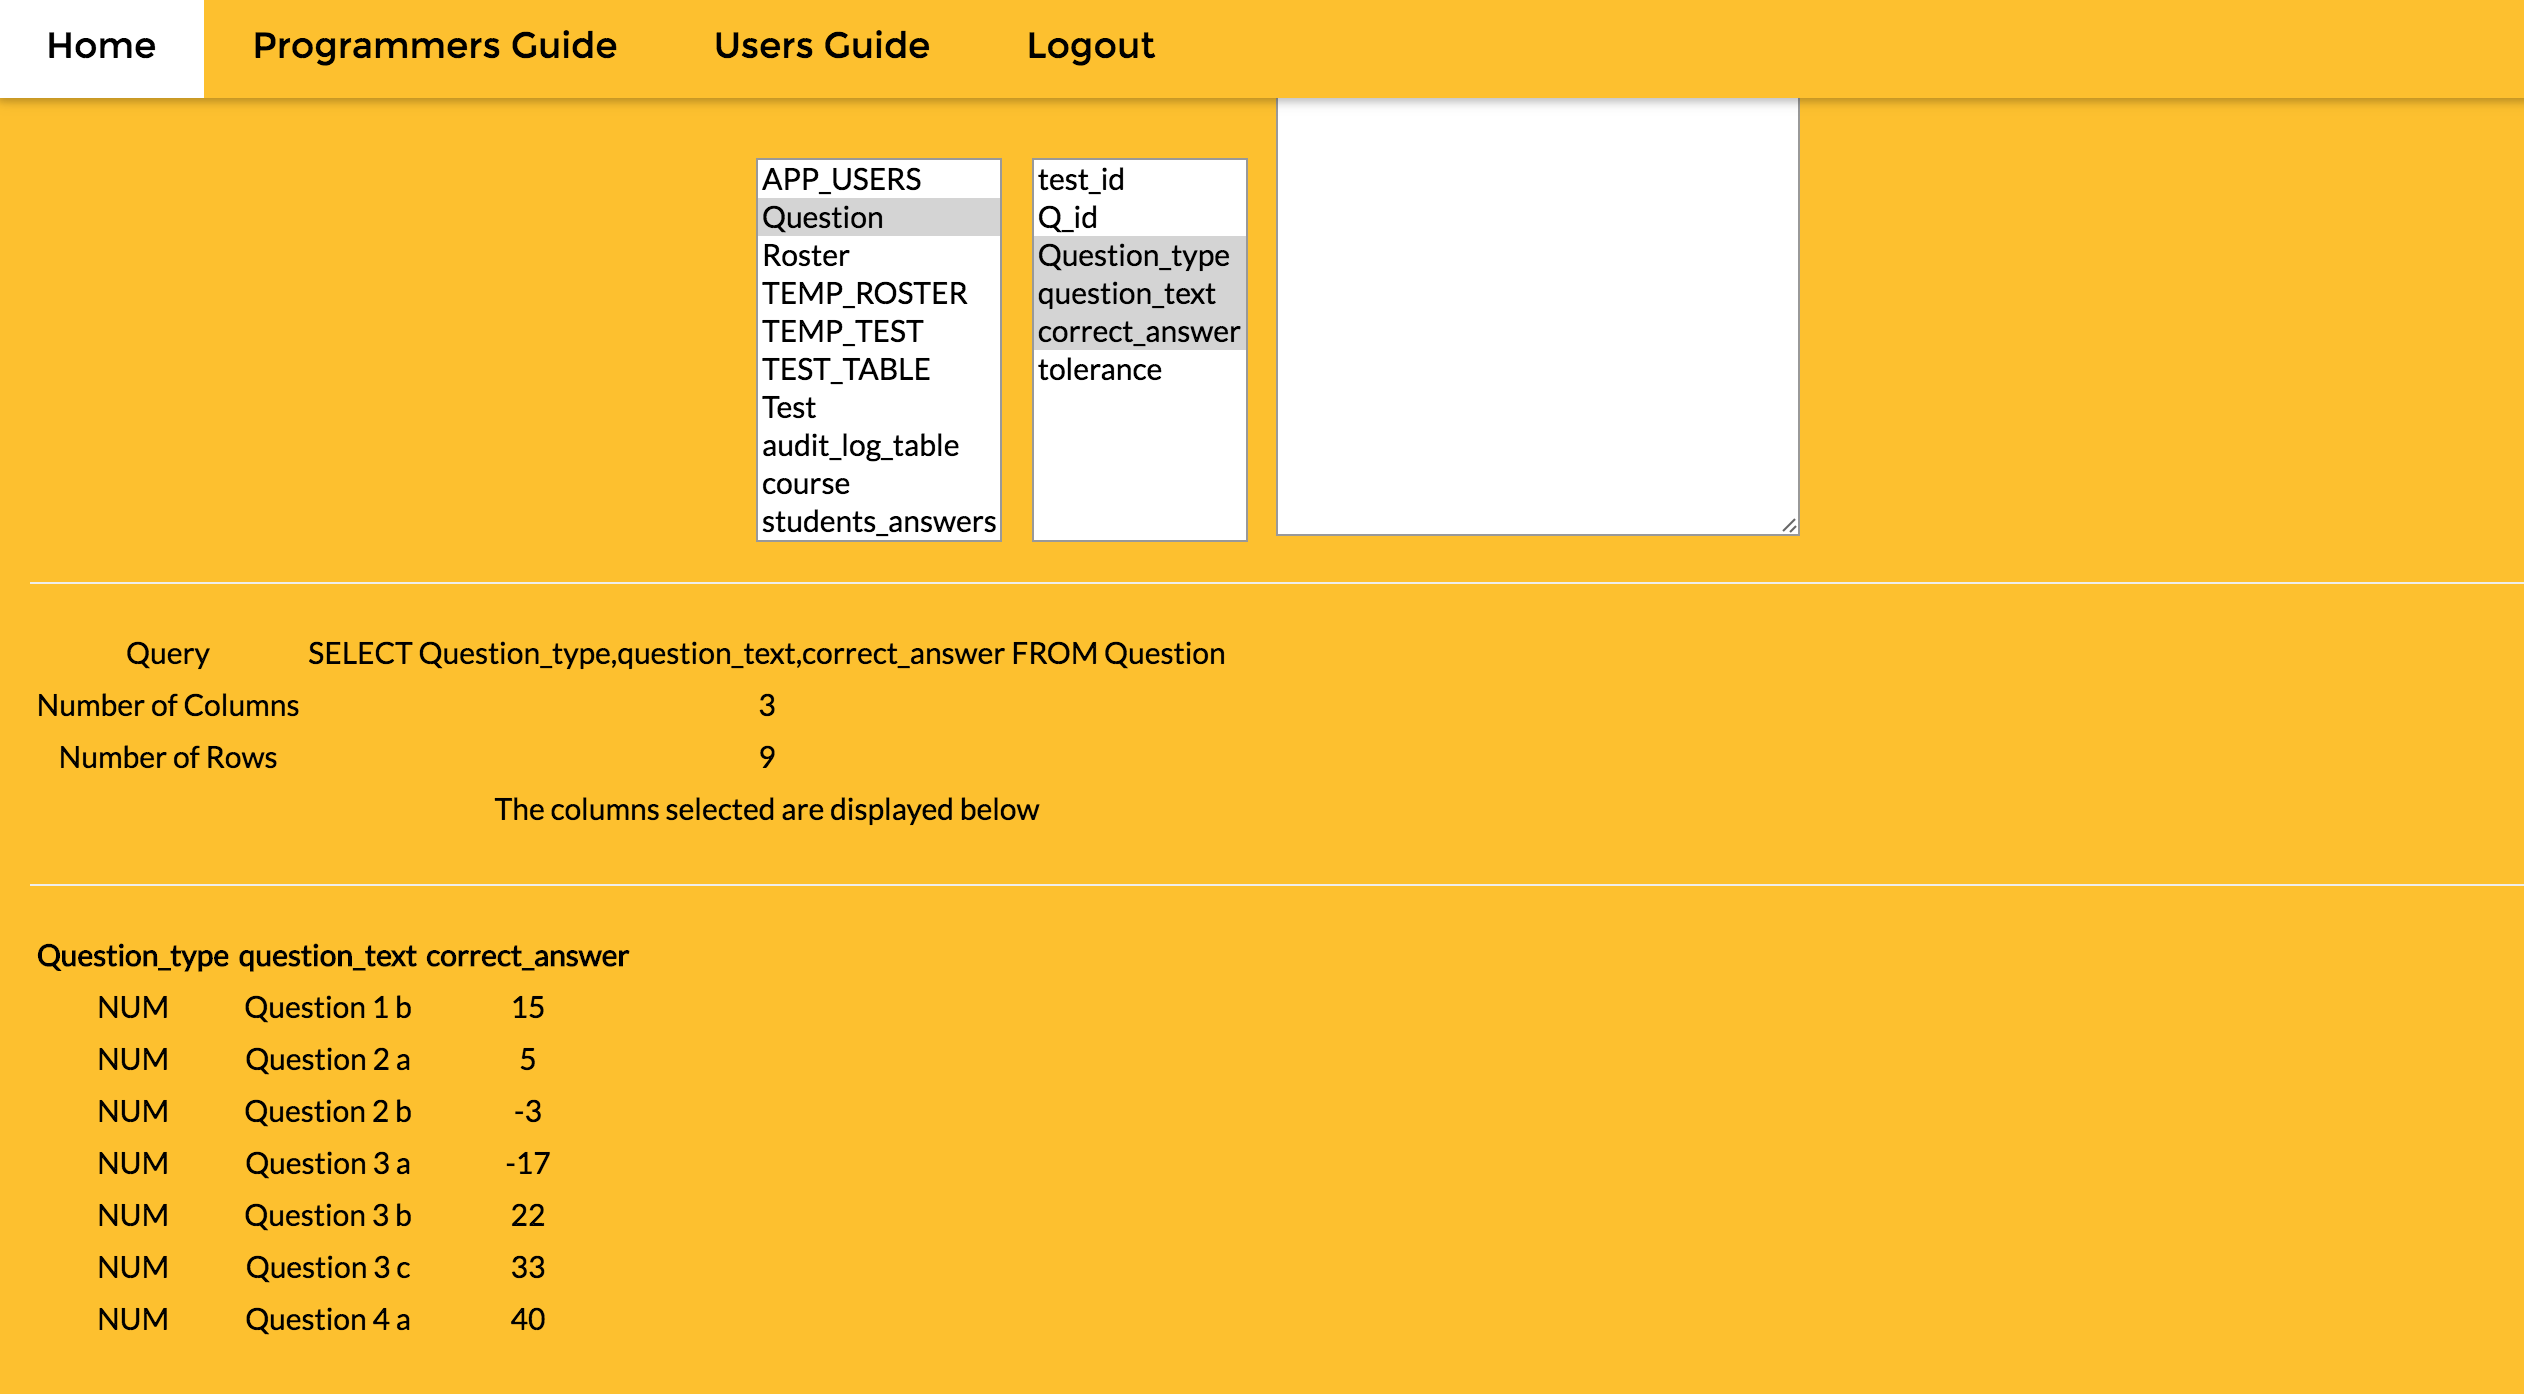 Home Programmers Guide Users Guide Logout
APP_USERS
Question
Roster
TEMP_ROSTER
TEMP_TEST
TEST_TABLE
Test
audit_log_table
course
students_answers
test_id
Q_id
Question_type
question_text
correct_answer
tolerance
Query SELECT Question_type,question_text,correct_answer FROM Question
Number of Columns 3
Number of Rows 9
The columns selected are displayed below
Question_type question_text correct_answer
NUM Question 1 b 15
NUM Question 2 a 5
NUM Question 2 b -3
NUM Question 3 a -17
NUM Question 3 b 22
NUM Question 3 c 33
NUM Question 4 a 40